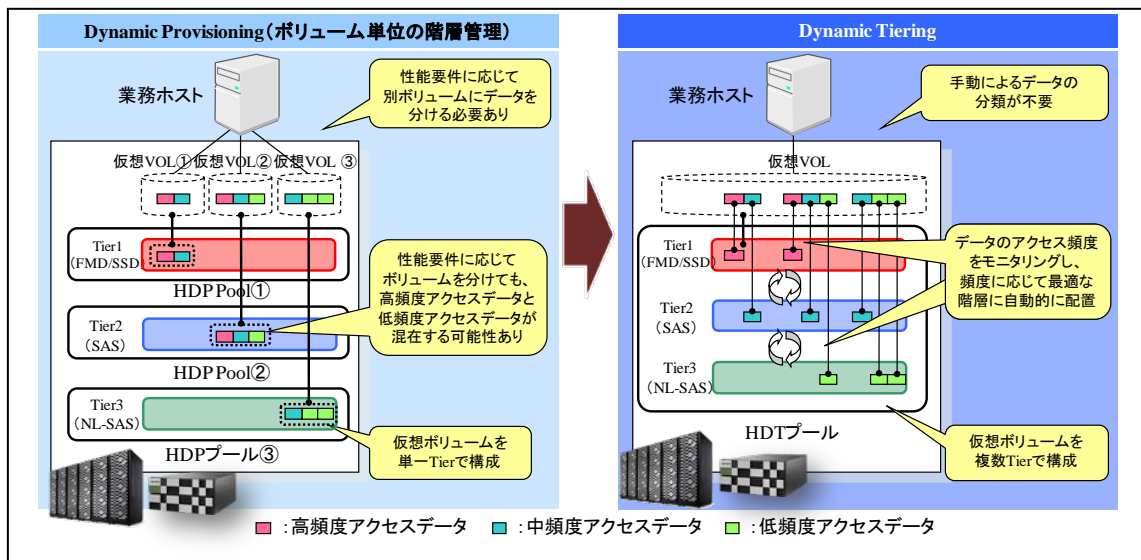 Dynamic Provisioning(ボリューム単位の階層管理)
業務ホスト
性能要件に応じて
別ボリュームにデータを
分ける必要あり
仮想VOL① 仮想VOL② 仮想VOL ③
Tier1
(FMD/SSD)
HDP Pool①
Tier2
(SAS)
HDP Pool②
Tier3
(NL-SAS)
HDPプール③
性能要件に応じて
ボリュームを分けても、
高頻度アクセスデータと
低頻度アクセスデータが
混在する可能性あり
仮想ボリュームを
単一Tierで構成
Dynamic Tiering
業務ホスト
手動によるデータの
分類が不要
仮想VOL
Tier1
(FMD/SSD)
Tier2
(SAS)
Tier3
(NL-SAS)
HDTプール
データのアクセス頻度
をモニタリングし、
頻度に応じて最適な
階層に自動的に配置
仮想ボリュームを
複数Tierで構成
:高頻度アクセスデータ :中頻度アクセスデータ :低頻度アクセスデータ